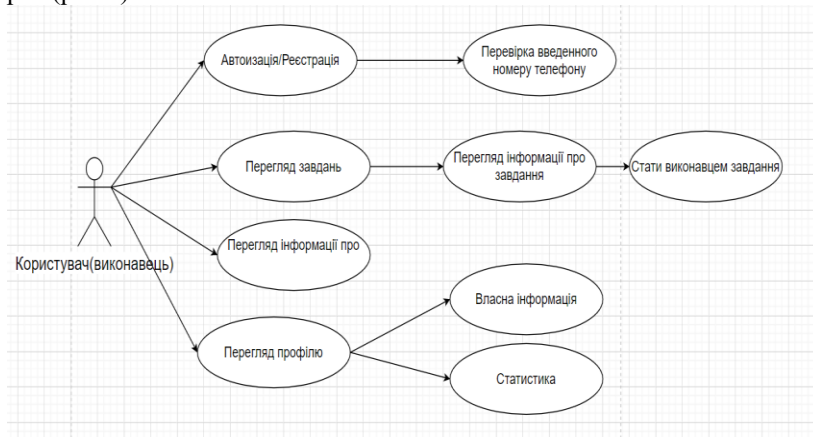 Автоизація/Реєстрація
Перевірка введенного
номеру телефону
Перегляд завдань
Перегляд інформації про
завдання
Стати виконавцем завдання
Перегляд інформації про
Користувач(виконавець)
Власна інформація
Перегляд профілю
Статистика